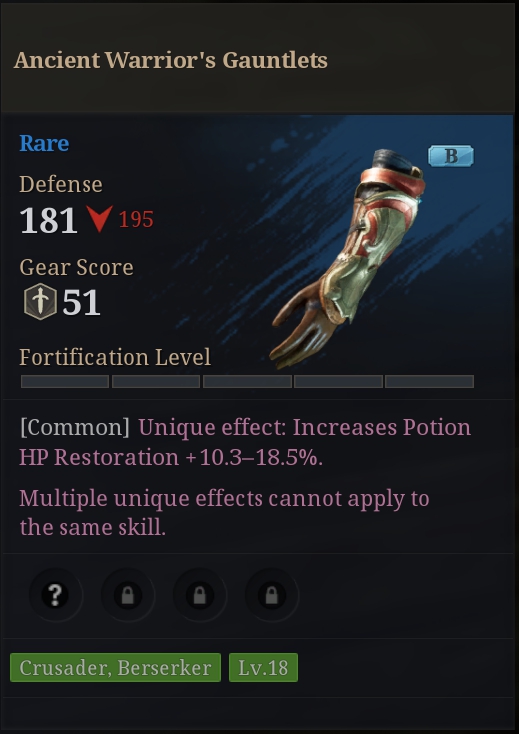 Ancient Warrior's Gauntlets
Rare
B
Defense
181 195
Gear Score
51
Fortification Level
[Common] Unique effect: Increases Potion
HP Restoration +10.3–18.5%.
Multiple unique effects cannot apply to
the same skill.
?
Crusader, Berserker Lv.18